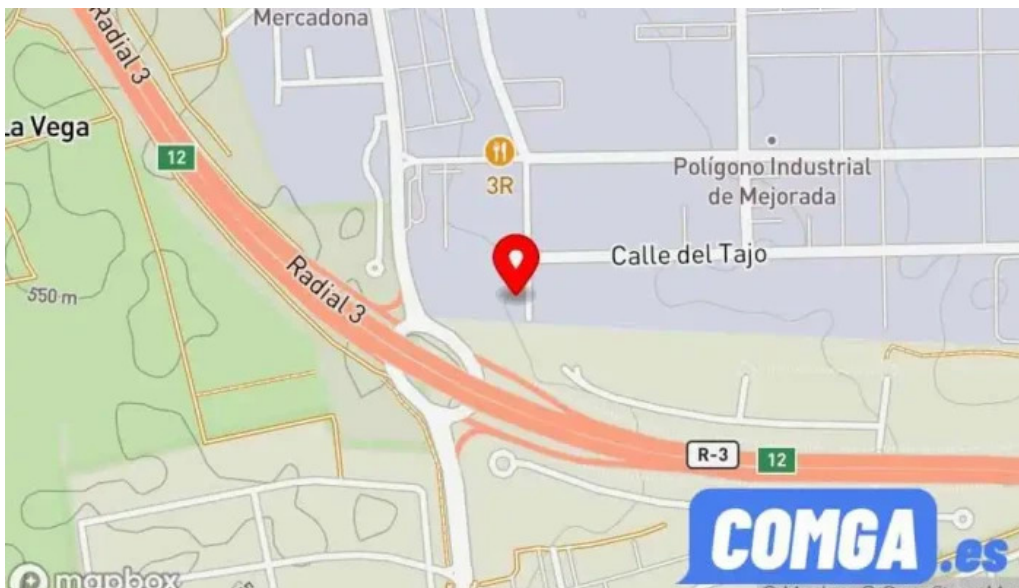 Mercadona
Radial 3
La Vega
12
3R
Polígono Industrial
de Mejorada
Calle del Tajo
Radial 3
550 m
R-3
12
COMGA.es
mapbox